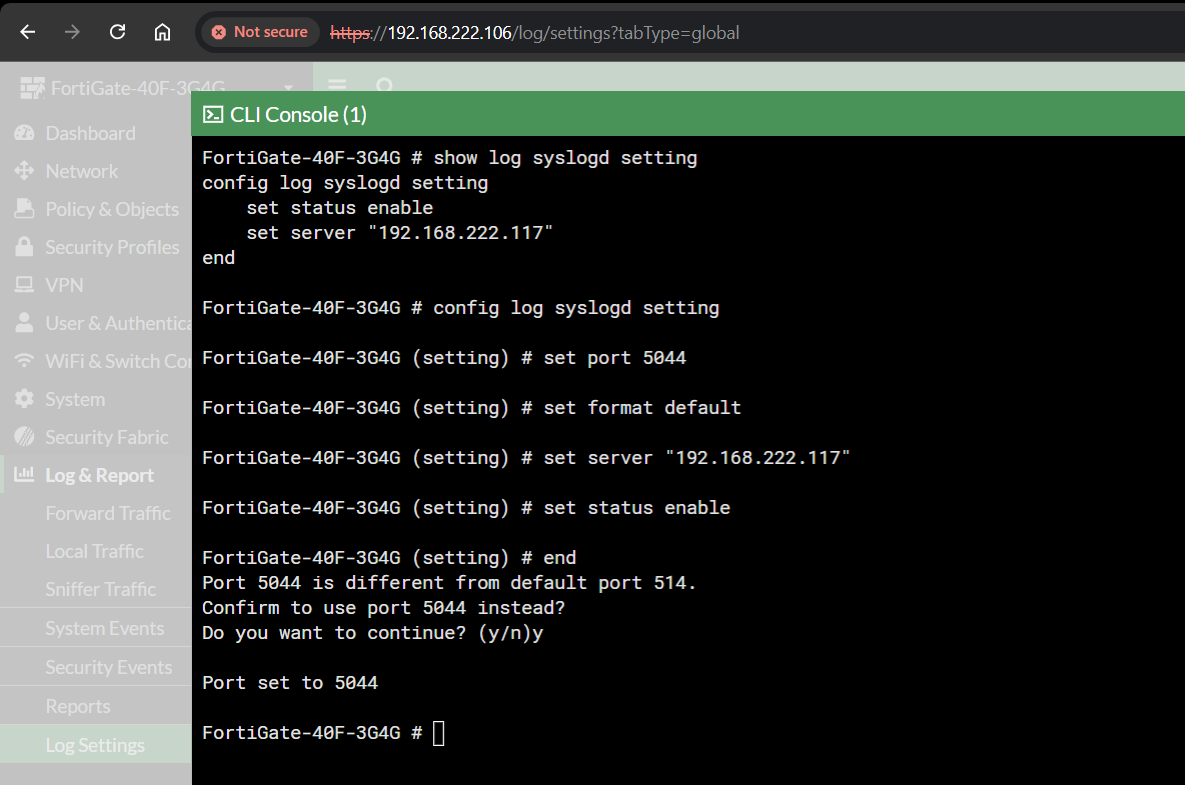 Not secure https://192.168.222.106/log/settings?tabType=global
FortiGate-40F-3G4G
CLI Console (1)
Dashboard
Network
Policy & Objects
Security Profiles
VPN
User & Authentica
WiFi & Switch Con
System
Security Fabric
Log & Report
Forward Traffic
Local Traffic
Sniffer Traffic
System Events
Security Events
Reports
Log Settings
FortiGate-40F-3G4G # show log syslogd setting
config log syslogd setting
    set status enable
    set server "192.168.222.117"
end
FortiGate-40F-3G4G # config log syslogd setting
FortiGate-40F-3G4G (setting) # set port 5044
FortiGate-40F-3G4G (setting) # set format default
FortiGate-40F-3G4G (setting) # set server "192.168.222.117"
FortiGate-40F-3G4G (setting) # set status enable
FortiGate-40F-3G4G (setting) # end
Port 5044 is different from default port 514.
Confirm to use port 5044 instead?
Do you want to continue? (y/n)y
Port set to 5044
FortiGate-40F-3G4G #